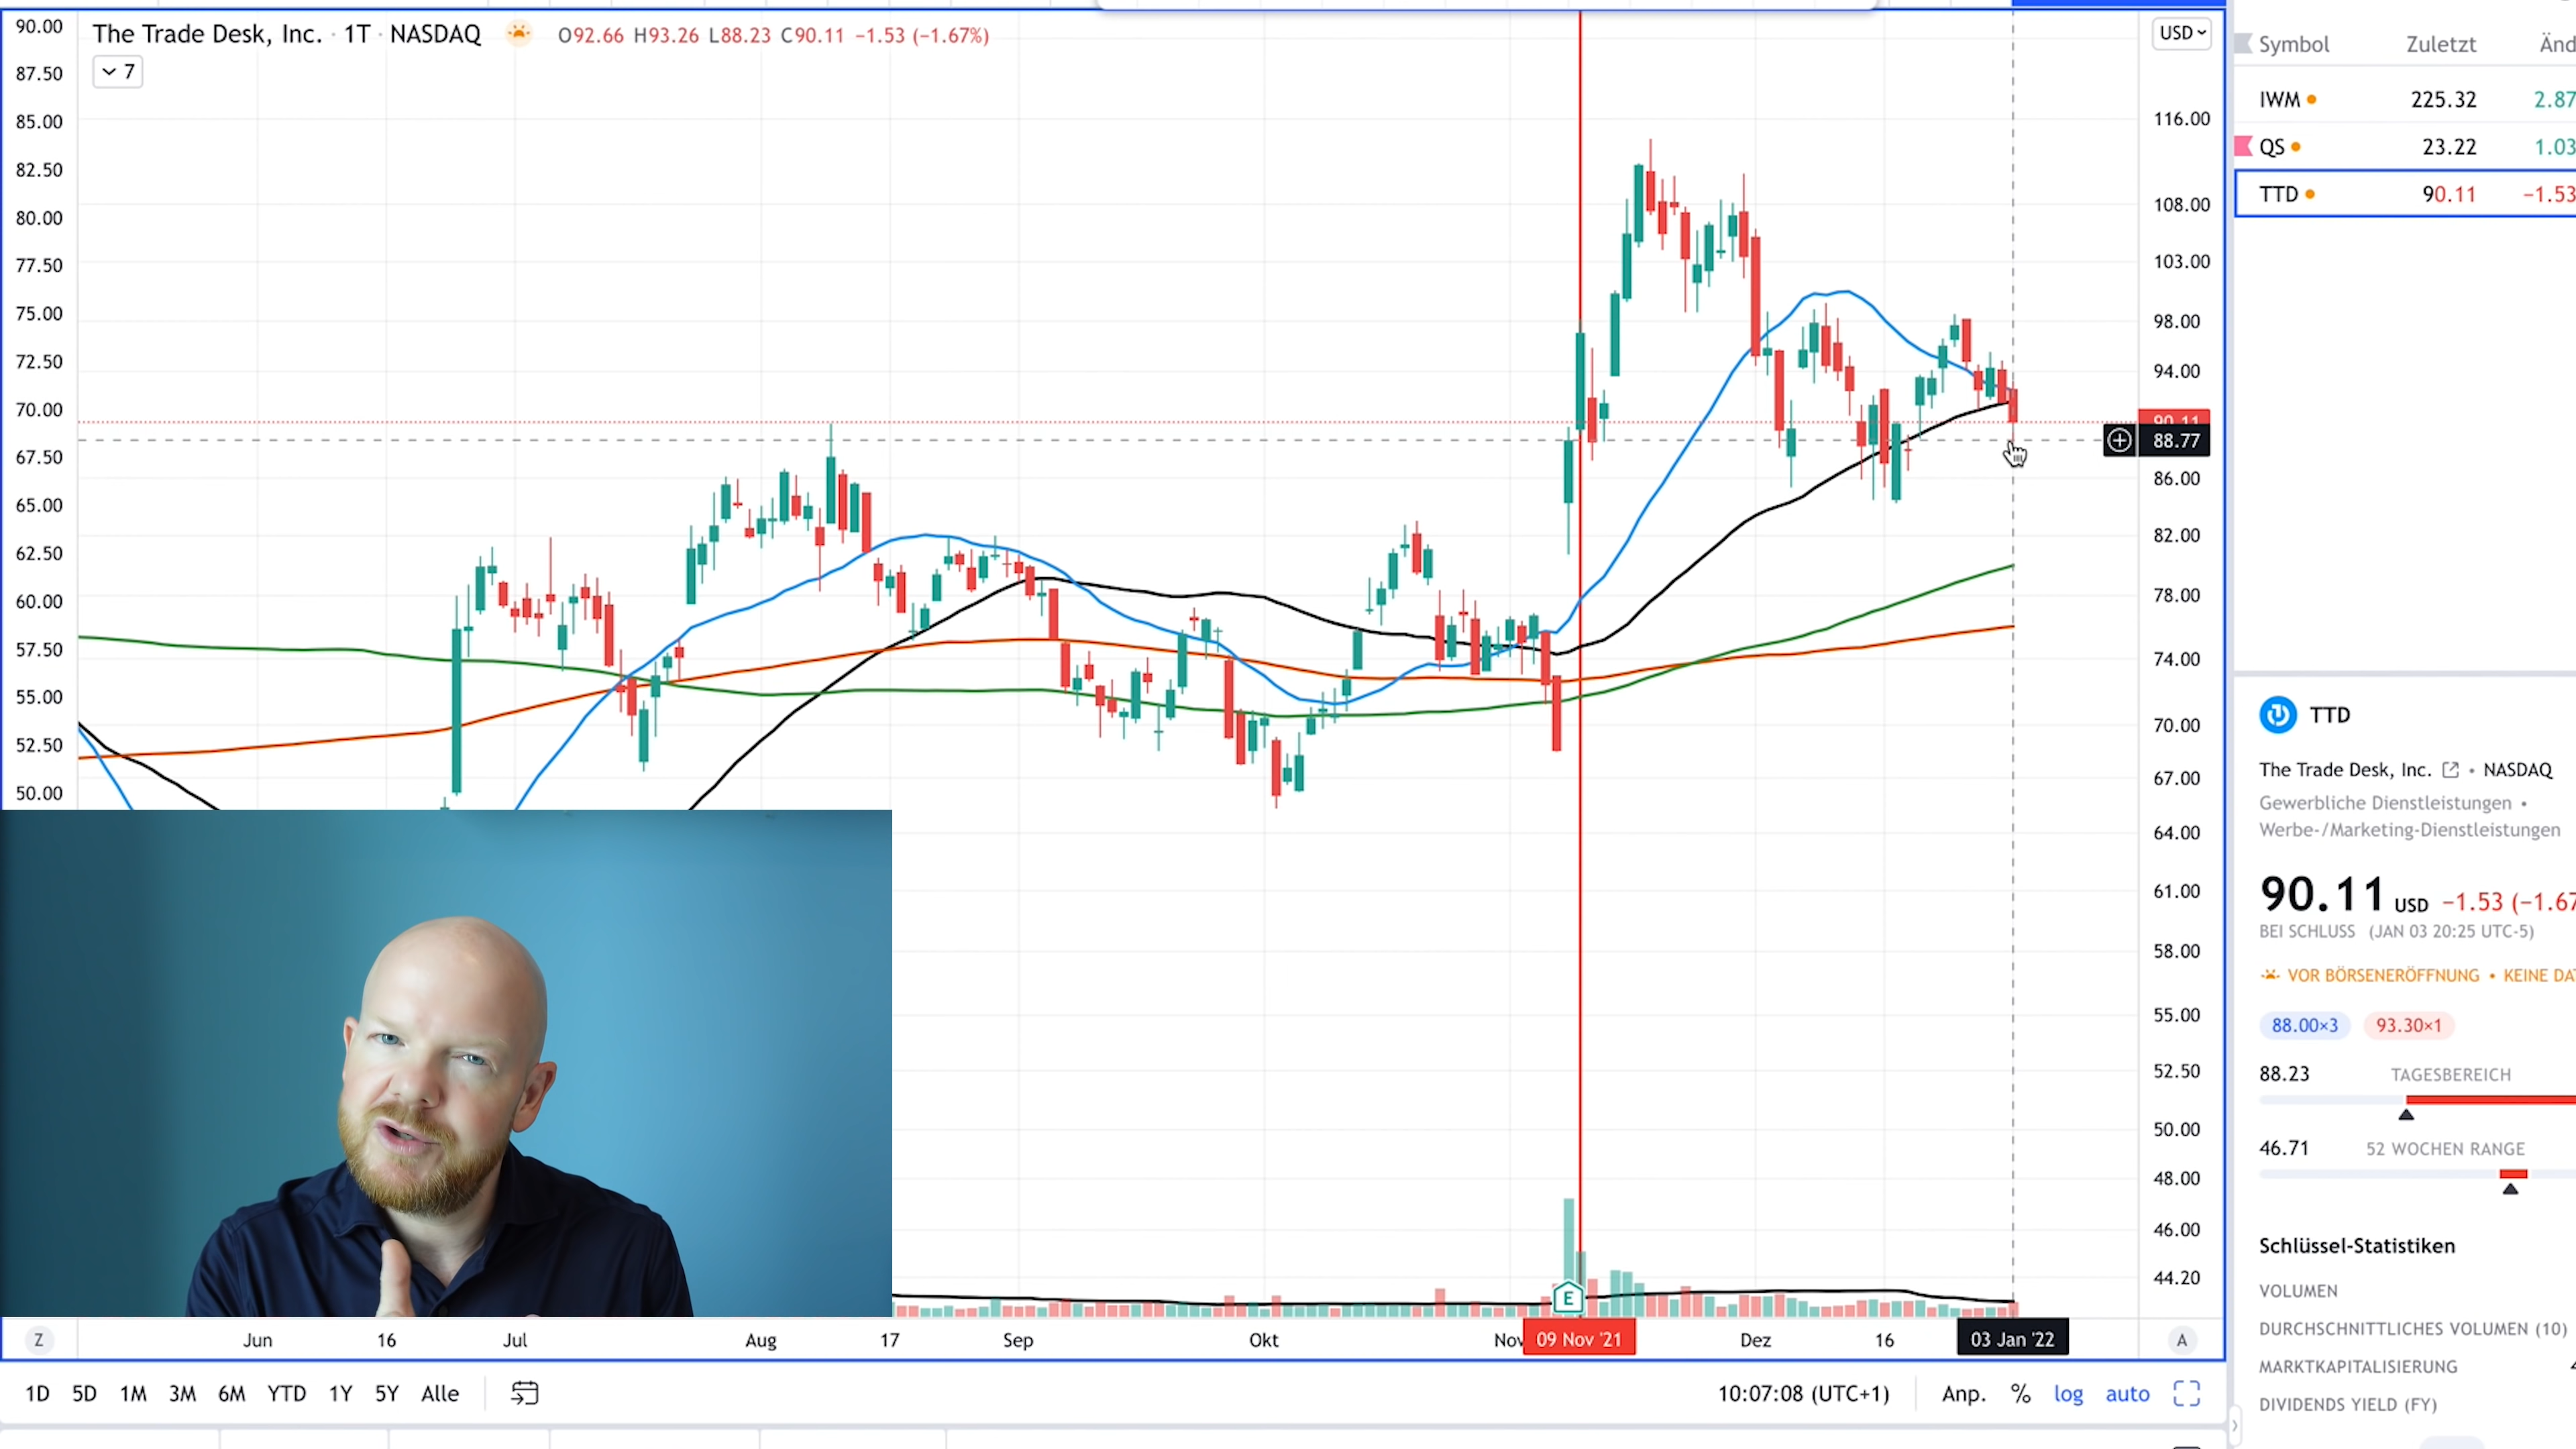 The Trade Desk, Inc. · 1T · NASDAQ O92.66 H93.26 L88.23 C90.11 −1.53 (−1.67%)
7
90.00
87.50
85.00
82.50
80.00
77.50
75.00
72.50
70.00
67.50
65.00
62.50
60.00
57.50
55.00
52.50
50.00
USD
116.00
108.00
103.00
98.00
94.00
90.11
88.77
86.00
82.00
78.00
74.00
70.00
67.00
64.00
61.00
58.00
55.00
52.50
50.00
48.00
46.00
44.20
E
Z Jun 16 Jul Aug 17 Sep Okt Nov 09 Nov '21 Dez 16 03 Jan '22 A
1D 5D 1M 3M 6M YTD 1Y 5Y Alle 10:07:08 (UTC+1) Anp. % log auto
Symbol Zuletzt Änd
IWM 225.32 2.87
QS 23.22 1.03
TTD 90.11 −1.53
TTD
The Trade Desk, Inc. • NASDAQ
Gewerbliche Dienstleistungen •
Werbe-/Marketing-Dienstleistungen
90.11 USD −1.53 (−1.67
BEI SCHLUSS (JAN 03 20:25 UTC-5)
VOR BÖRSENERÖFFNUNG • KEINE DA
88.00×3 93.30×1
88.23 TAGESBEREICH
46.71 52 WOCHEN RANGE
Schlüssel-Statistiken
VOLUMEN
DURCHSCHNITTLICHES VOLUMEN (10)
MARKTKAPITALISIERUNG
DIVIDENDS YIELD (FY)